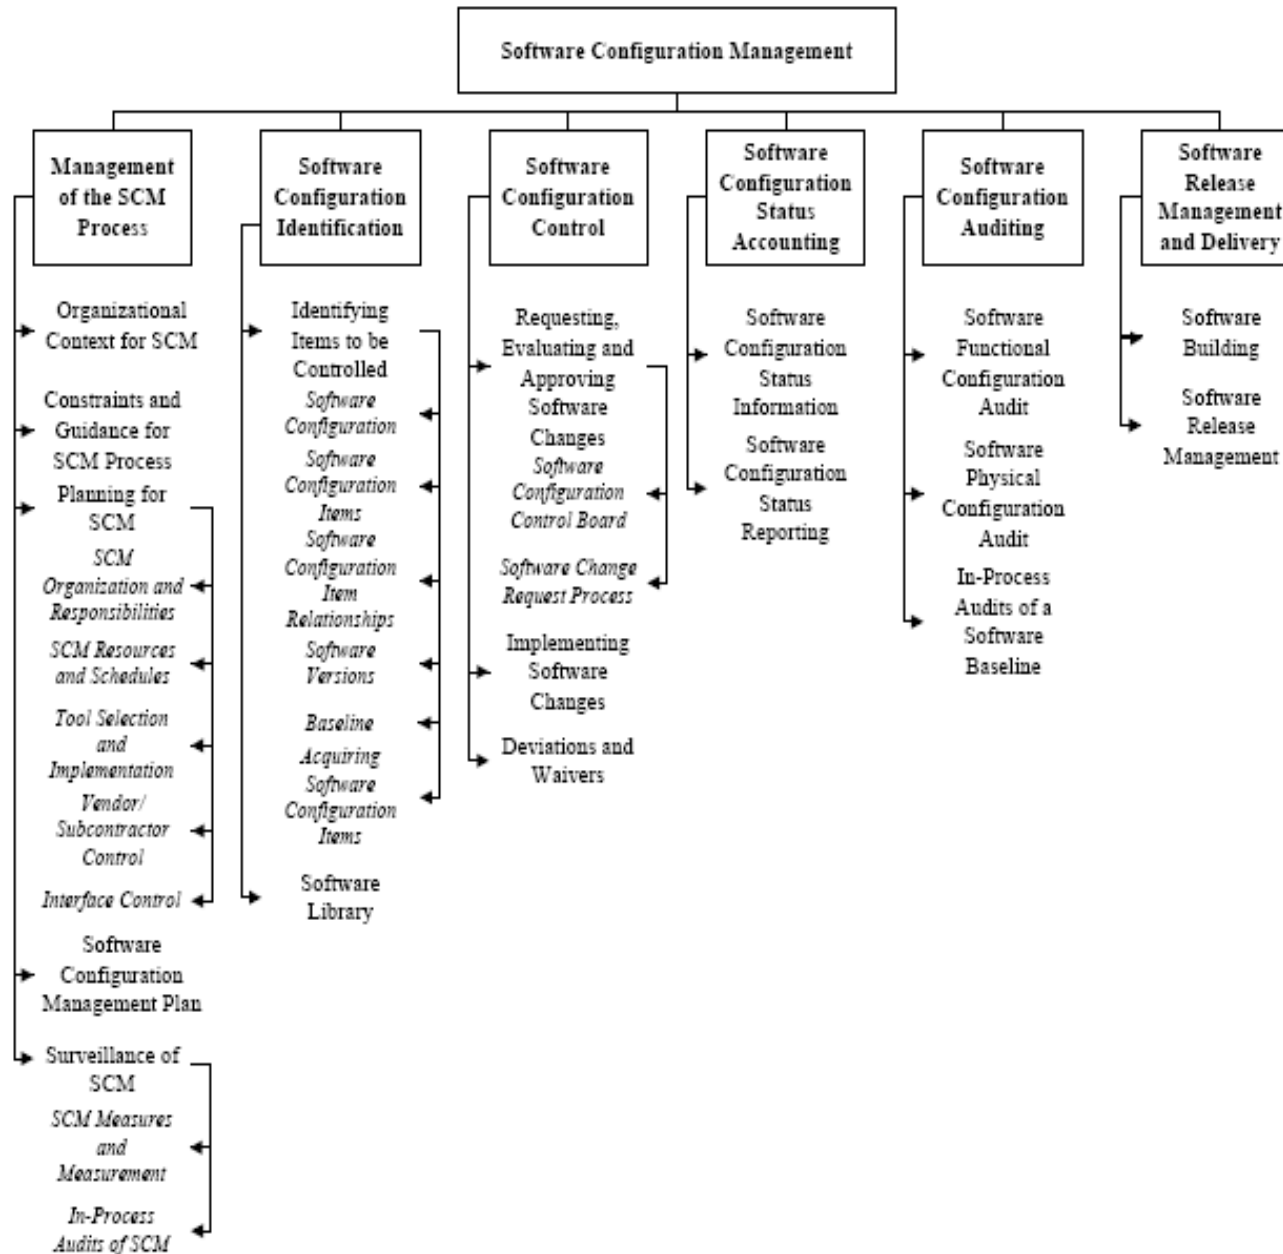 Software Configuration Management
Management
of the SCM
Process
Organizational
Context for SCM
Constraints and
Guidance for
SCM Process
Planning for
SCM
SCM
Organization and
Responsibilities
SCM Resources
and Schedules
Tool Selection
and
Implementation
Vendor/
Subcontractor
Control
Interface Control
Software
Configuration
Management Plan
Surveillance of
SCM
SCM Measures
and
Measurement
In-Process
Audits of SCM
Software
Configuration
Identification
Identifying
Items to be
Controlled
Software
Configuration
Software
Configuration
Items
Software
Configuration
Item
Relationships
Software
Versions
Baseline
Acquiring
Software
Configuration
Items
Software
Library
Software
Configuration
Control
Requesting,
Evaluating and
Approving
Software
Changes
Software
Configuration
Control Board
Software Change
Request Process
Implementing
Software
Changes
Deviations and
Waivers
Software
Configuration
Status
Accounting
Software
Configuration
Status
Information
Software
Configuration
Status
Reporting
Software
Configuration
Auditing
Software
Functional
Configuration
Audit
Software
Physical
Configuration
Audit
In-Process
Audits of a
Software
Baseline
Software
Release
Management
and Delivery
Software
Building
Software
Release
Management